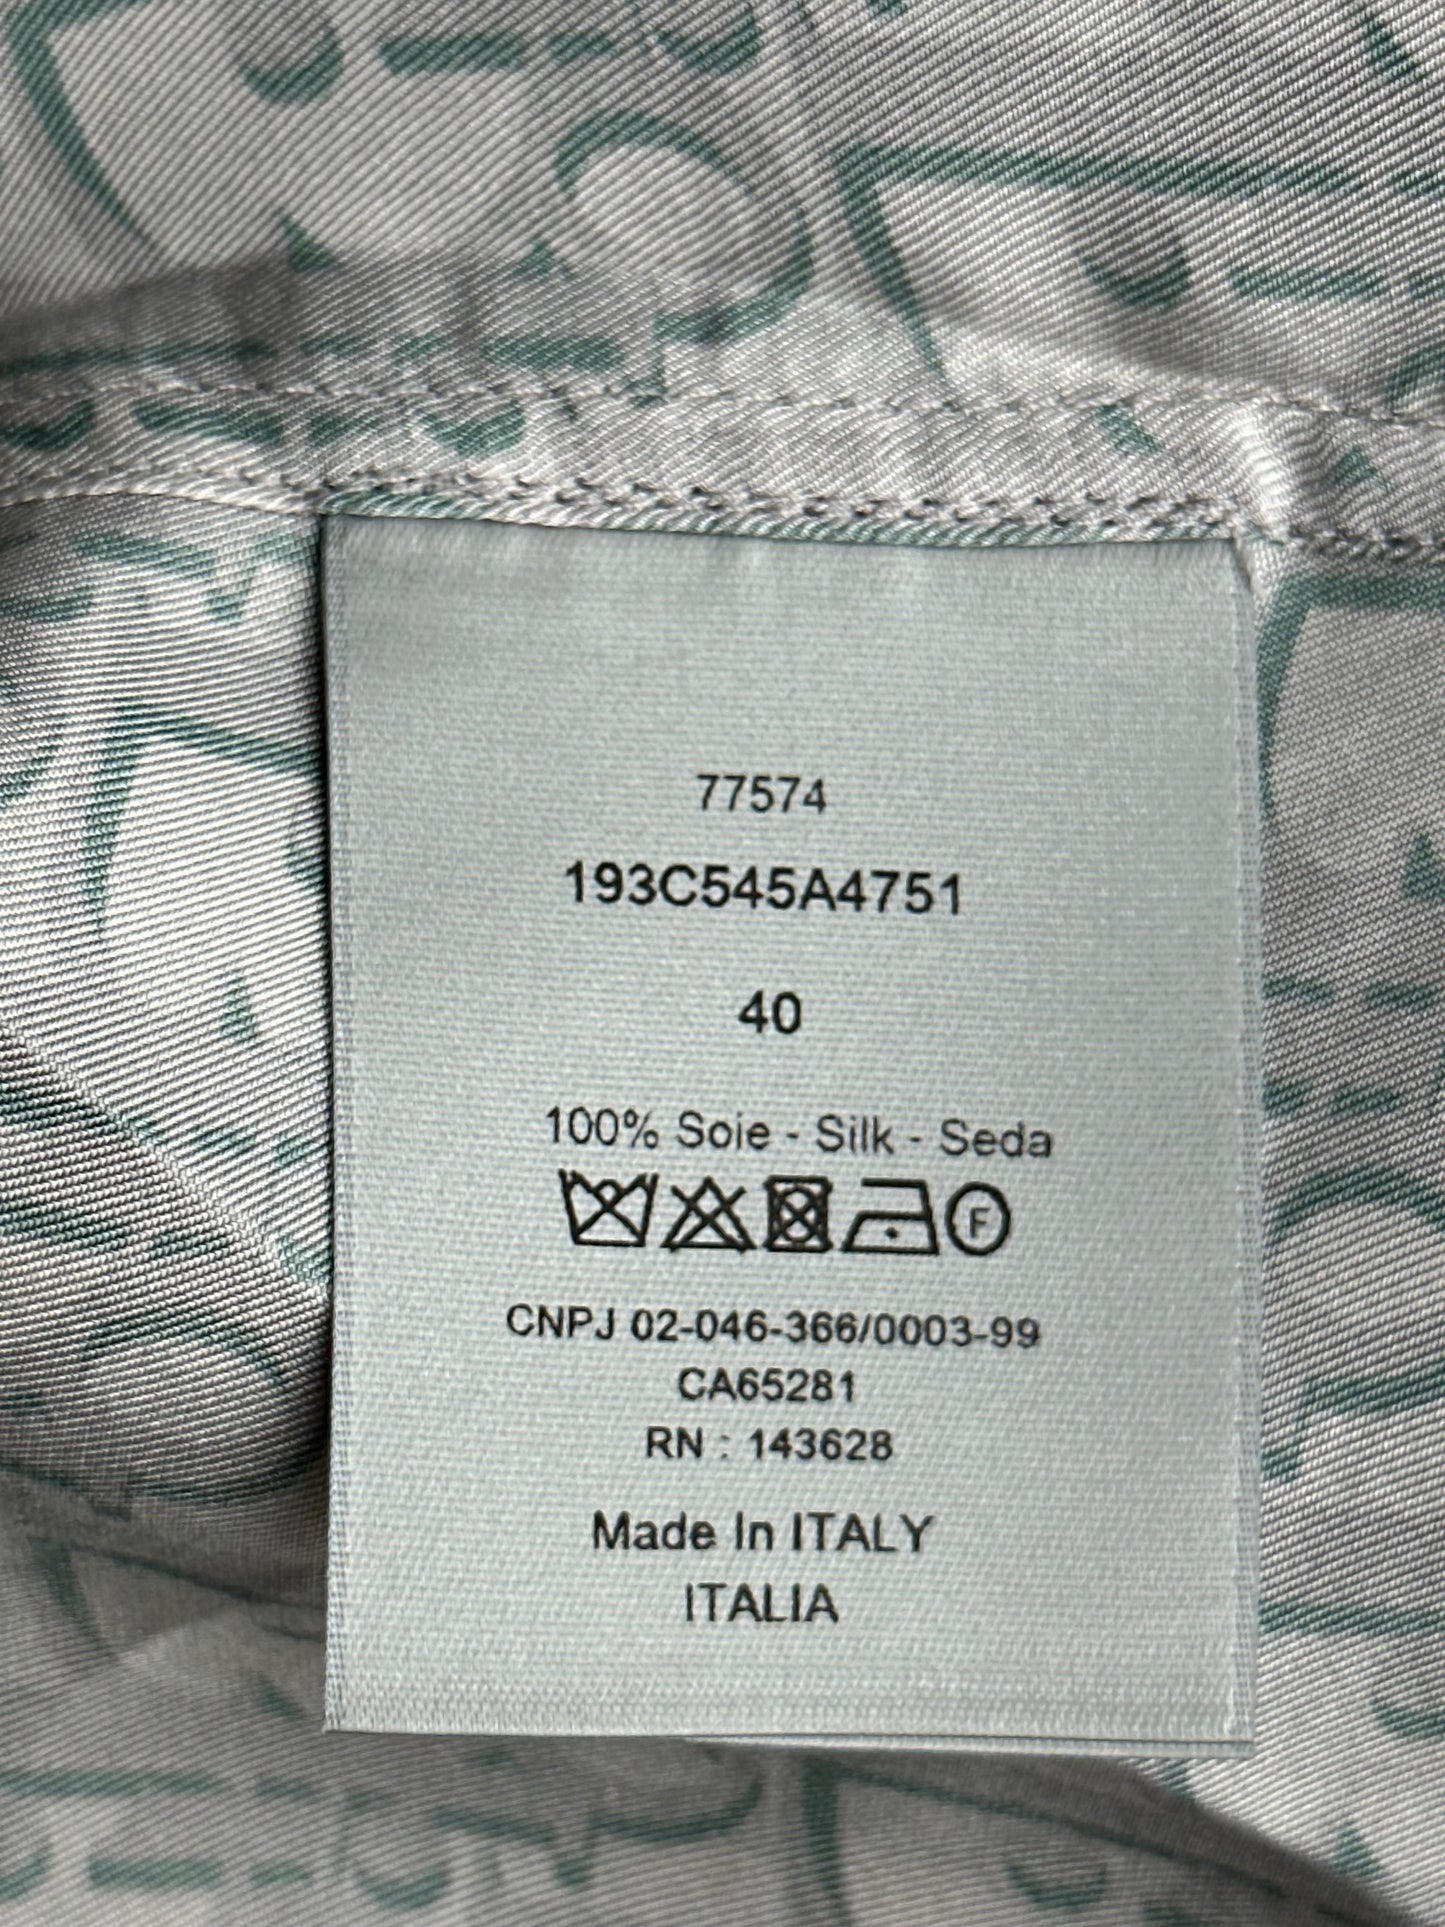 77574
193C545A4751
40
100% Soie - Silk - Seda
F
CNPJ 02-046-366/0003-99
CA65281
RN : 143628
Made In ITALY
ITALIA